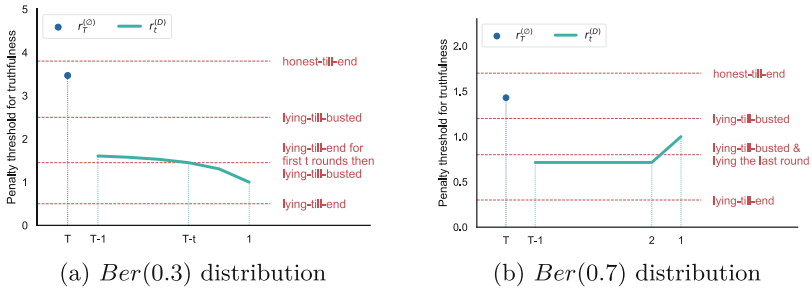 Penalty threshold for truthfulness
5
4
3
2
1
0
r_T^(∅)
r_t^(D)
honest-till-end
lying-till-busted
lying-till-end for
first t rounds then
lying-till-busted
lying-till-end
T
T-1
T-t
1
(a) Ber(0.3) distribution
Penalty threshold for truthfulness
2.0
1.5
1.0
0.5
0.0
r_T^(∅)
r_t^(D)
honest-till-end
lying-till-busted
lying-till-busted &
lying the last round
lying-till-end
T
T-1
2
1
(b) Ber(0.7) distribution